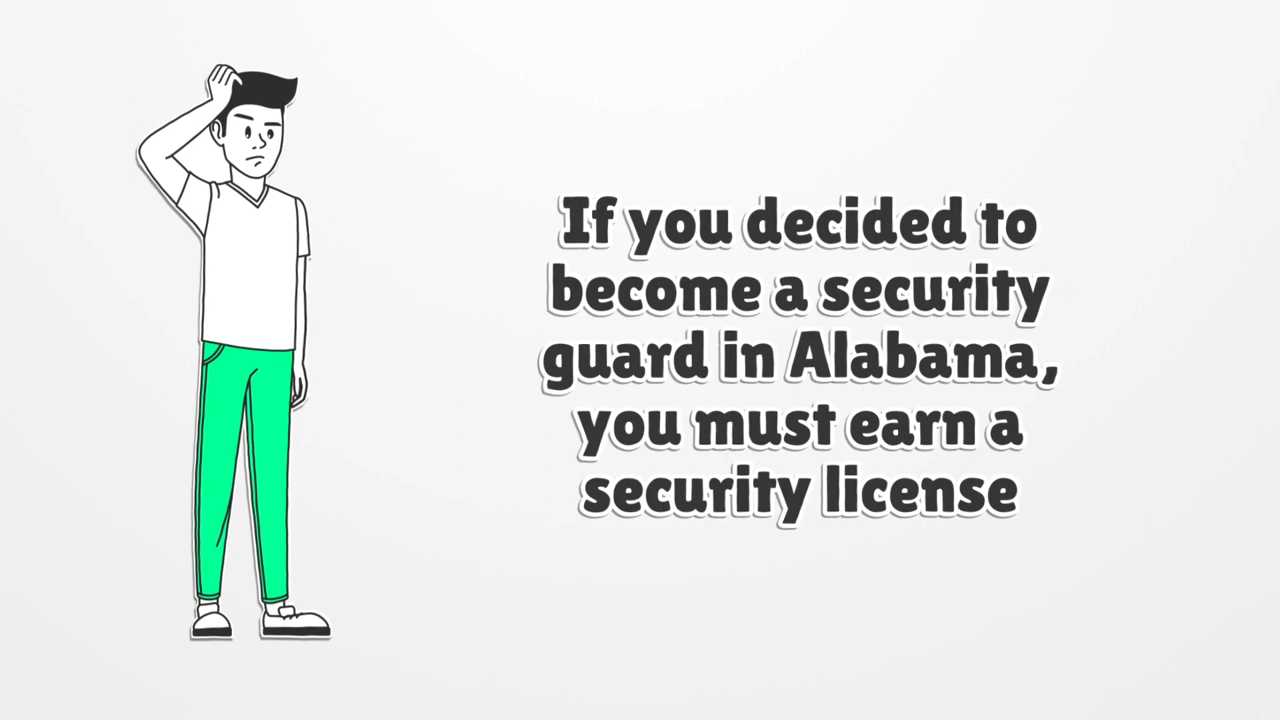 If you decided to
become a security
guard in Alabama,
you must earn a
security license